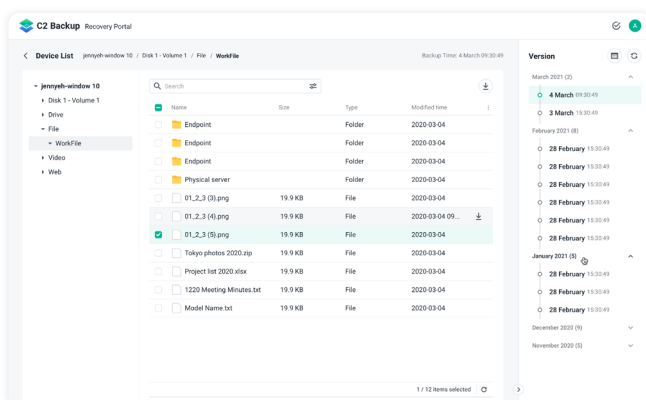 C2 Backup Recovery Portal
A
Device List jennyeh-window 10 / Disk 1 - Volume 1 / File / WorkFile
Backup Time: 4 March 09:30:49
jennyeh-window 10
Disk 1 - Volume 1
Drive
File
WorkFile
Video
Web
Search
Name Size Type Modified time
Endpoint Folder 2020-03-04
Endpoint Folder 2020-03-04
Endpoint Folder 2020-03-04
Physical server Folder 2020-03-04
01_2_3 (3).png 19.9 KB File 2020-03-04
01_2_3 (4).png 19.9 KB File 2020-03-04 09...
01_2_3 (5).png 19.9 KB File 2020-03-04
Tokyo photos 2020.zip 19.9 KB File 2020-03-04
Project list 2020.xlsx 19.9 KB File 2020-03-04
1220 Meeting Minutes.txt 19.9 KB File 2020-03-04
Model Name.txt 19.9 KB File 2020-03-04
1 / 12 items selected
Version
March 2021 (2)
4 March 09:30:49
3 March 15:30:49
February 2021 (8)
28 February 15:30:49
28 February 15:30:49
28 February 15:30:49
28 February 15:30:49
28 February 15:30:49
28 February 15:30:49
January 2021 (5)
28 February 15:30:49
28 February 15:30:49
28 February 15:30:49
December 2020 (9)
November 2020 (5)